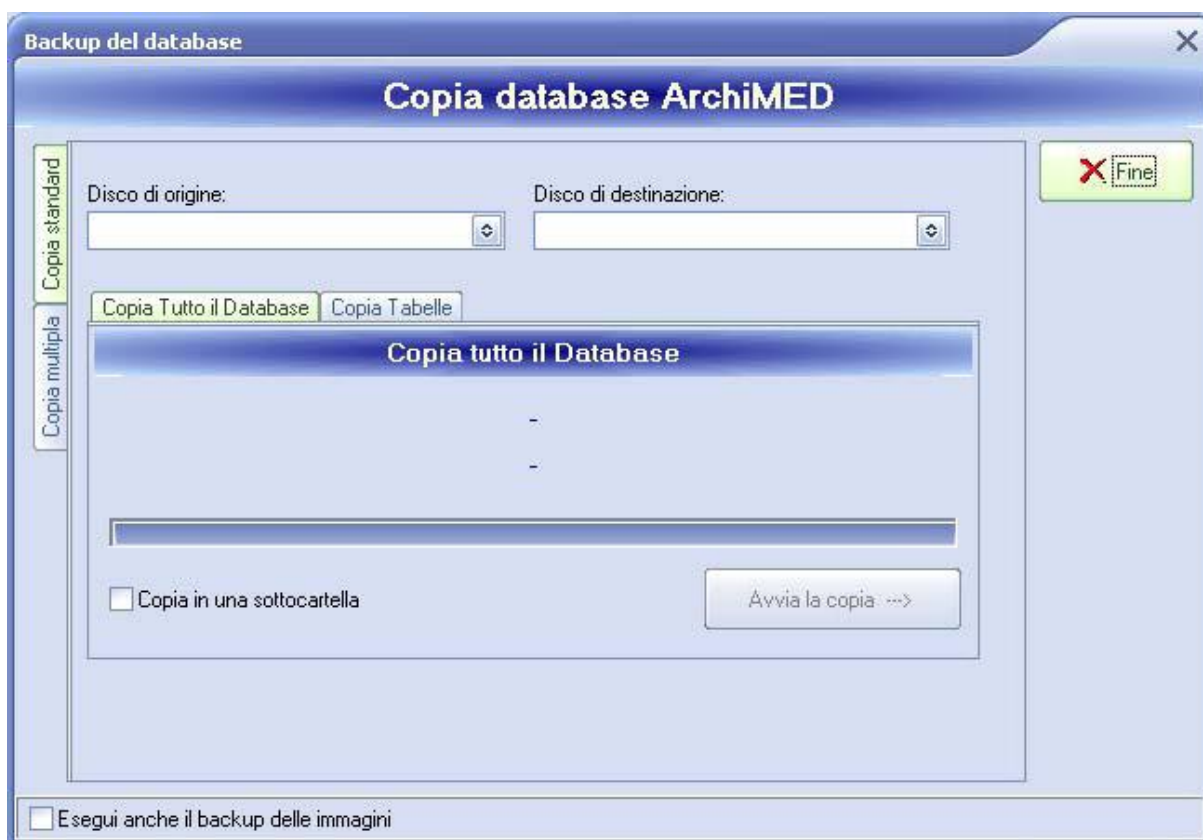 Backup del database
Copia database ArchiMED
Copia standard
Copia multipla
Fine
Disco di origine:
Disco di destinazione:
Copia Tutto il Database
Copia Tabelle
Copia tutto il Database
-
-
Copia in una sottocartella
Avvia la copia --->
Esegui anche il backup delle immagini